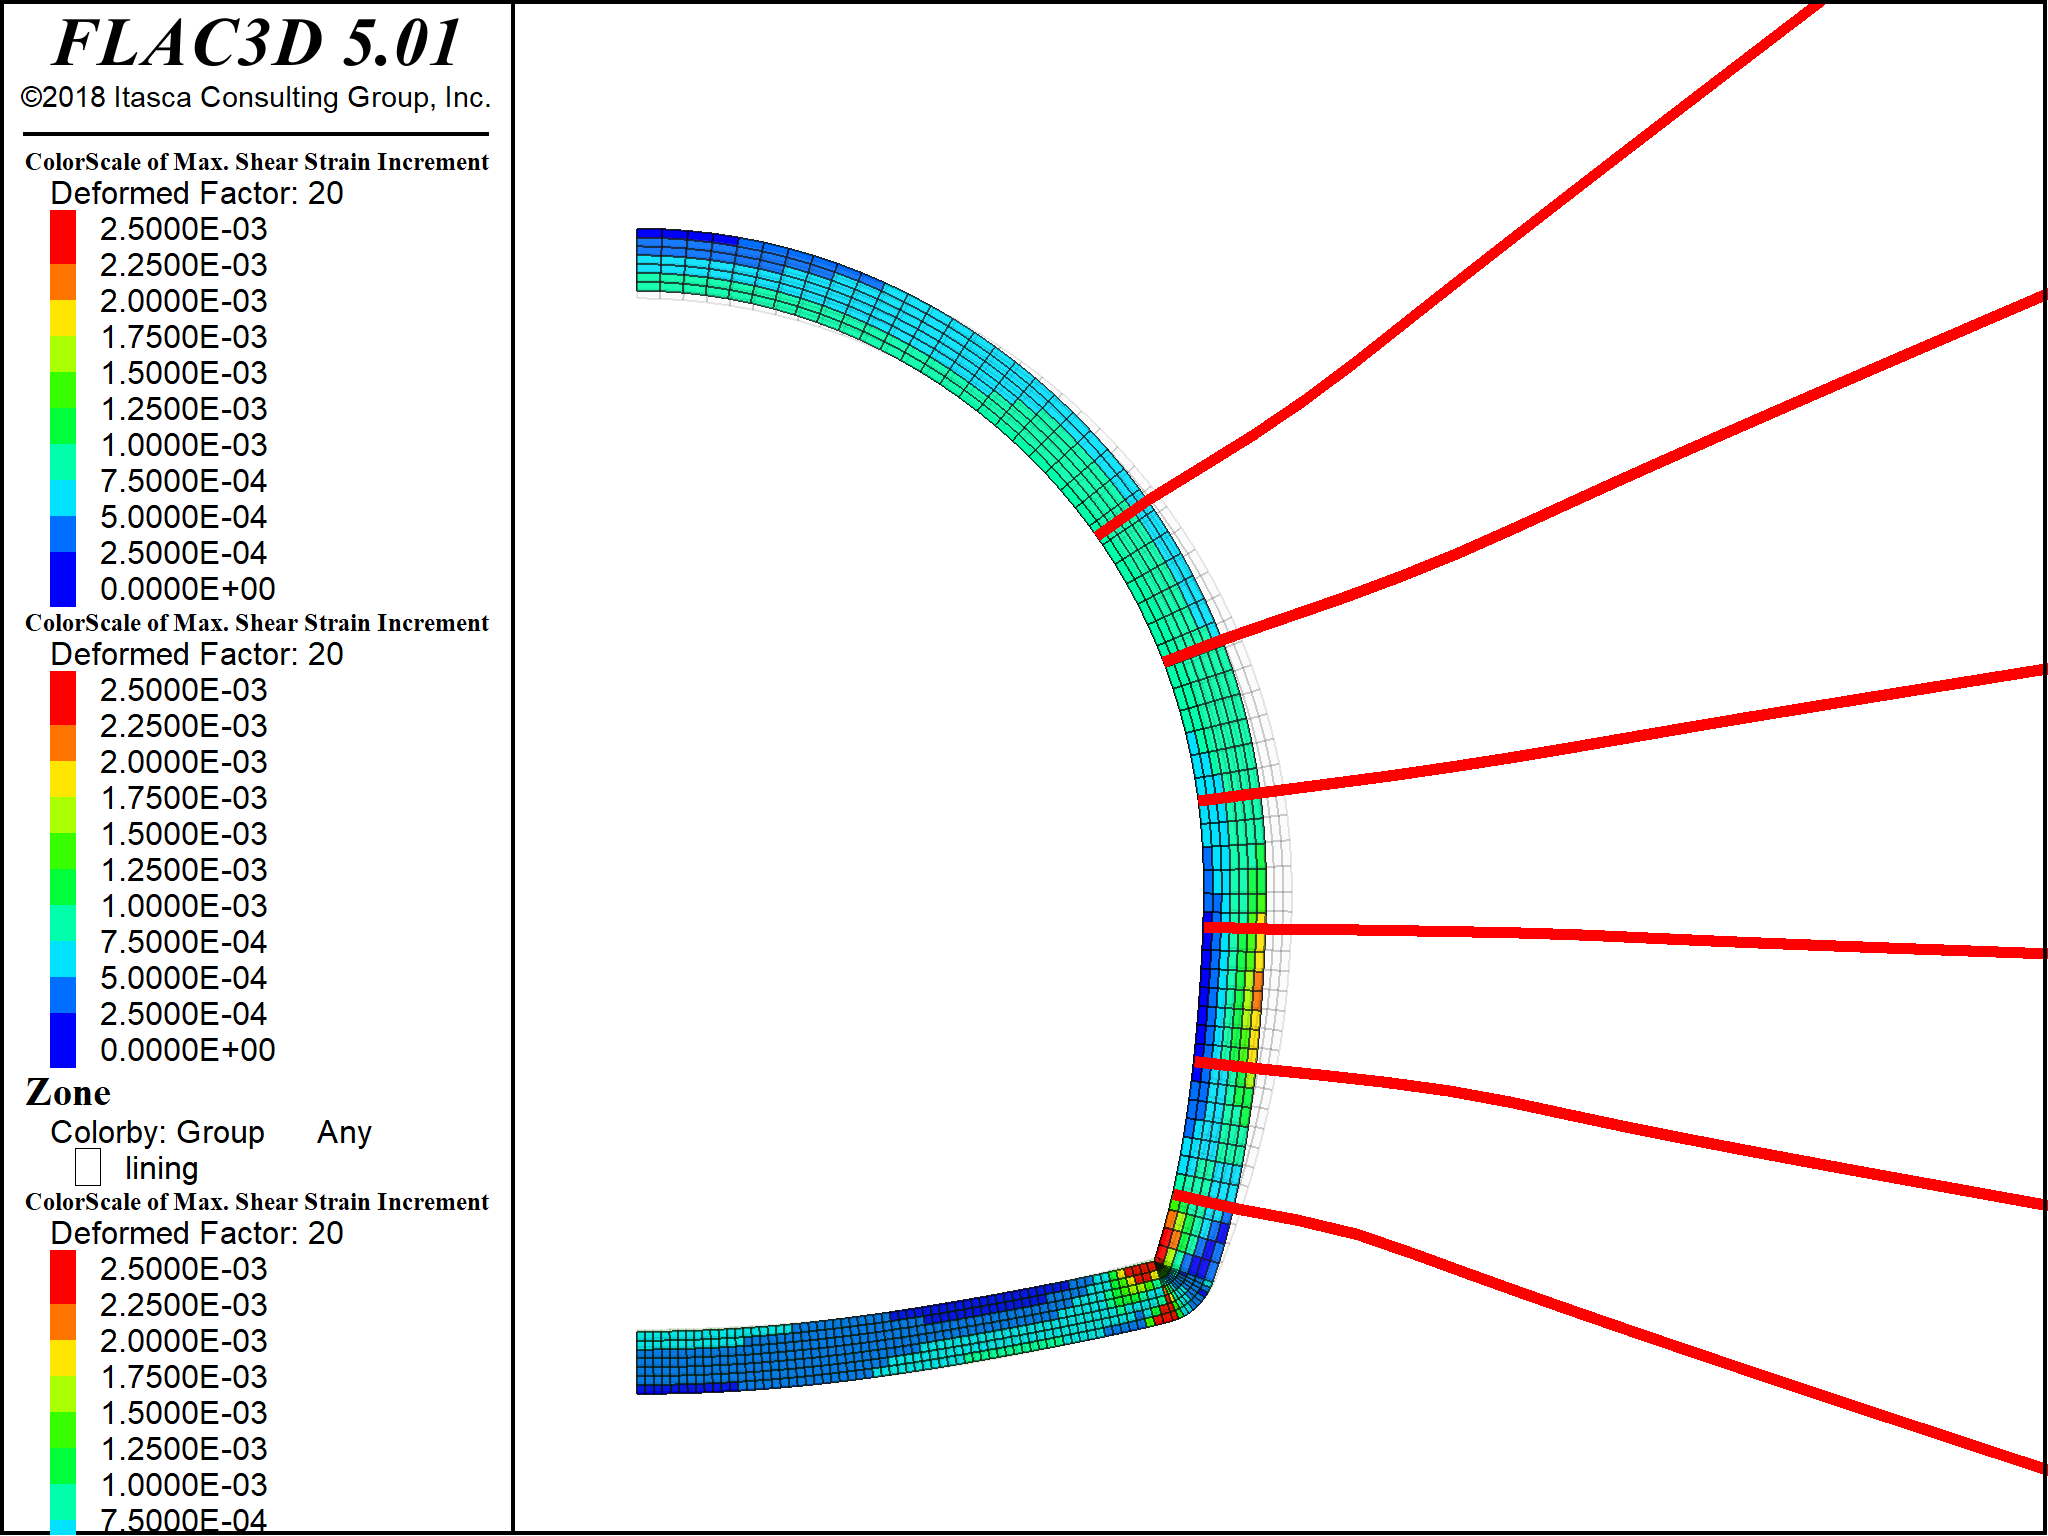 FLAC3D 5.01
©2018 Itasca Consulting Group, Inc.
ColorScale of Max. Shear Strain Increment
Deformed Factor: 20
2.5000E-03
2.2500E-03
2.0000E-03
1.7500E-03
1.5000E-03
1.2500E-03
1.0000E-03
7.5000E-04
5.0000E-04
2.5000E-04
0.0000E+00
ColorScale of Max. Shear Strain Increment
Deformed Factor: 20
2.5000E-03
2.2500E-03
2.0000E-03
1.7500E-03
1.5000E-03
1.2500E-03
1.0000E-03
7.5000E-04
5.0000E-04
2.5000E-04
0.0000E+00
Zone
Colorby: Group Any
lining
ColorScale of Max. Shear Strain Increment
Deformed Factor: 20
2.5000E-03
2.2500E-03
2.0000E-03
1.7500E-03
1.5000E-03
1.2500E-03
1.0000E-03
7.5000E-04